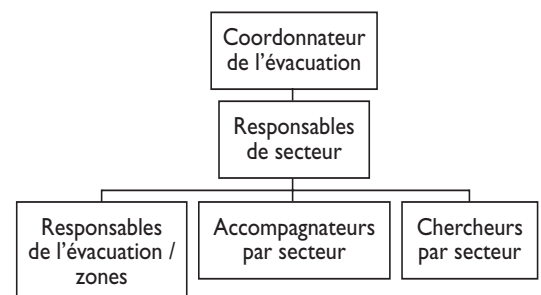 Coordonnateur
de l'évacuation
Responsables
de secteur
Responsables
de l'évacuation /
zones
Accompagnateurs
par secteur
Chercheurs
par secteur